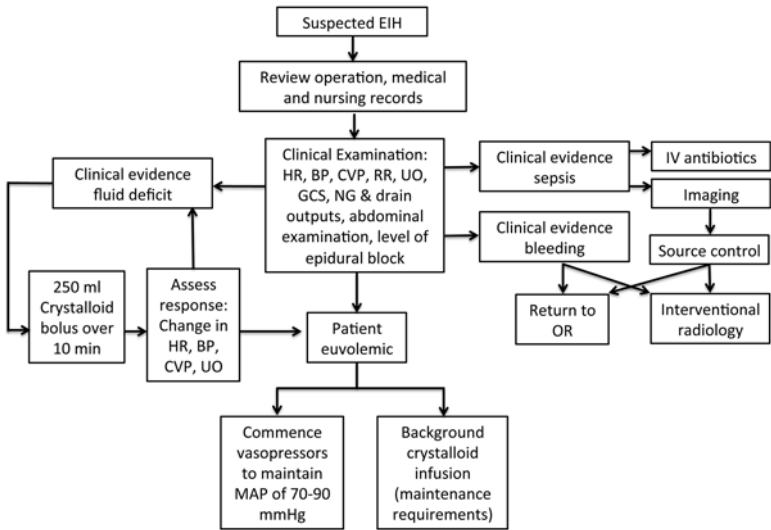 Suspected EIH
Review operation, medical
and nursing records
Clinical Examination:
HR, BP, CVP, RR, UO,
GCS, NG & drain
outputs, abdominal
examination, level of
epidural block
Clinical evidence
fluid deficit
250 ml
Crystalloid
bolus over
10 min
Assess
response:
Change in
HR, BP,
CVP, UO
Clinical evidence
sepsis
IV antibiotics
Imaging
Source control
Clinical evidence
bleeding
Return to
OR
Interventional
radiology
Patient
euvolemic
Commence
vasopressors
to maintain
MAP of 70-90
mmHg
Background
crystalloid
infusion
(maintenance
requirements)